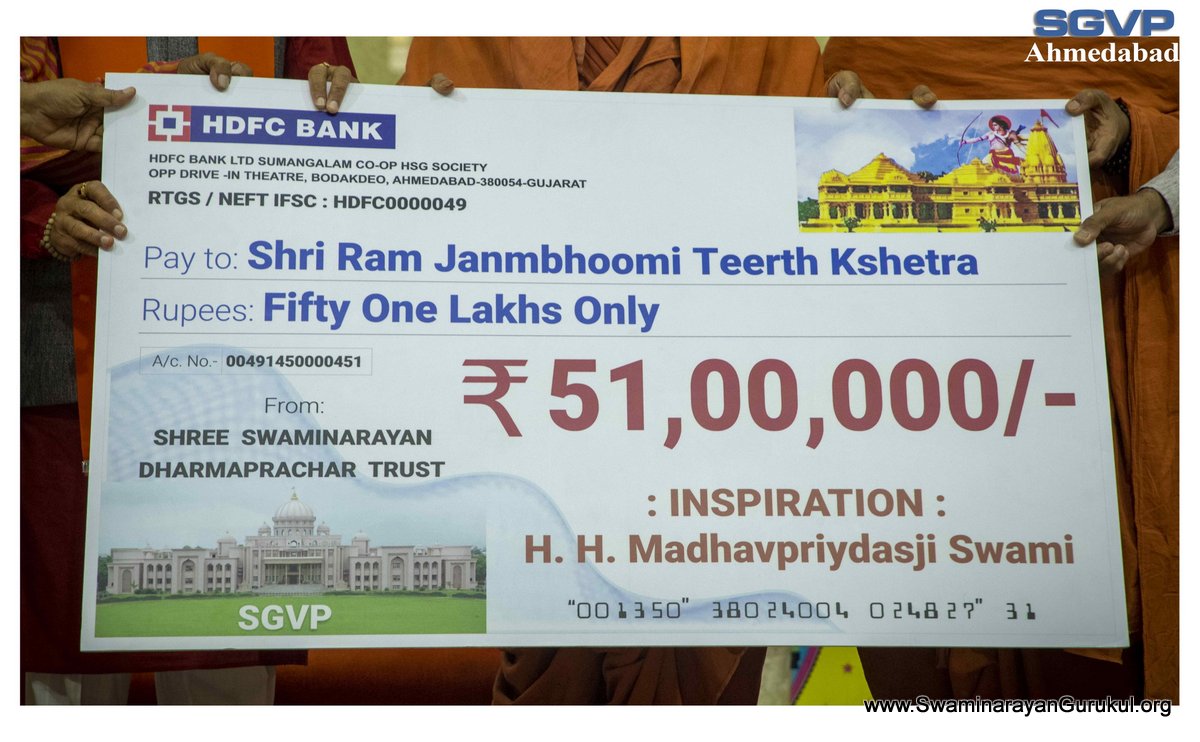 SGVP
Ahmedabad
HDFC BANK
HDFC BANK LTD SUMANGALAM CO-OP HSG SOCIETY
OPP DRIVE -IN THEATRE, BODAKDEO, AHMEDABAD-380054-GUJARAT
RTGS / NEFT IFSC : HDFC0000049
Pay to: Shri Ram Janmbhoomi Teerth Kshetra
Rupees: Fifty One Lakhs Only
A/c. No.- 00491450000451
₹ 51,00,000/-
From:
SHREE SWAMINARAYAN
DHARMAPRACHAR TRUST
: INSPIRATION :
H. H. Madhavpriydasji Swami
SGVP
"001350" 38024004 024827" 31
www.SwaminarayanGurukul.org